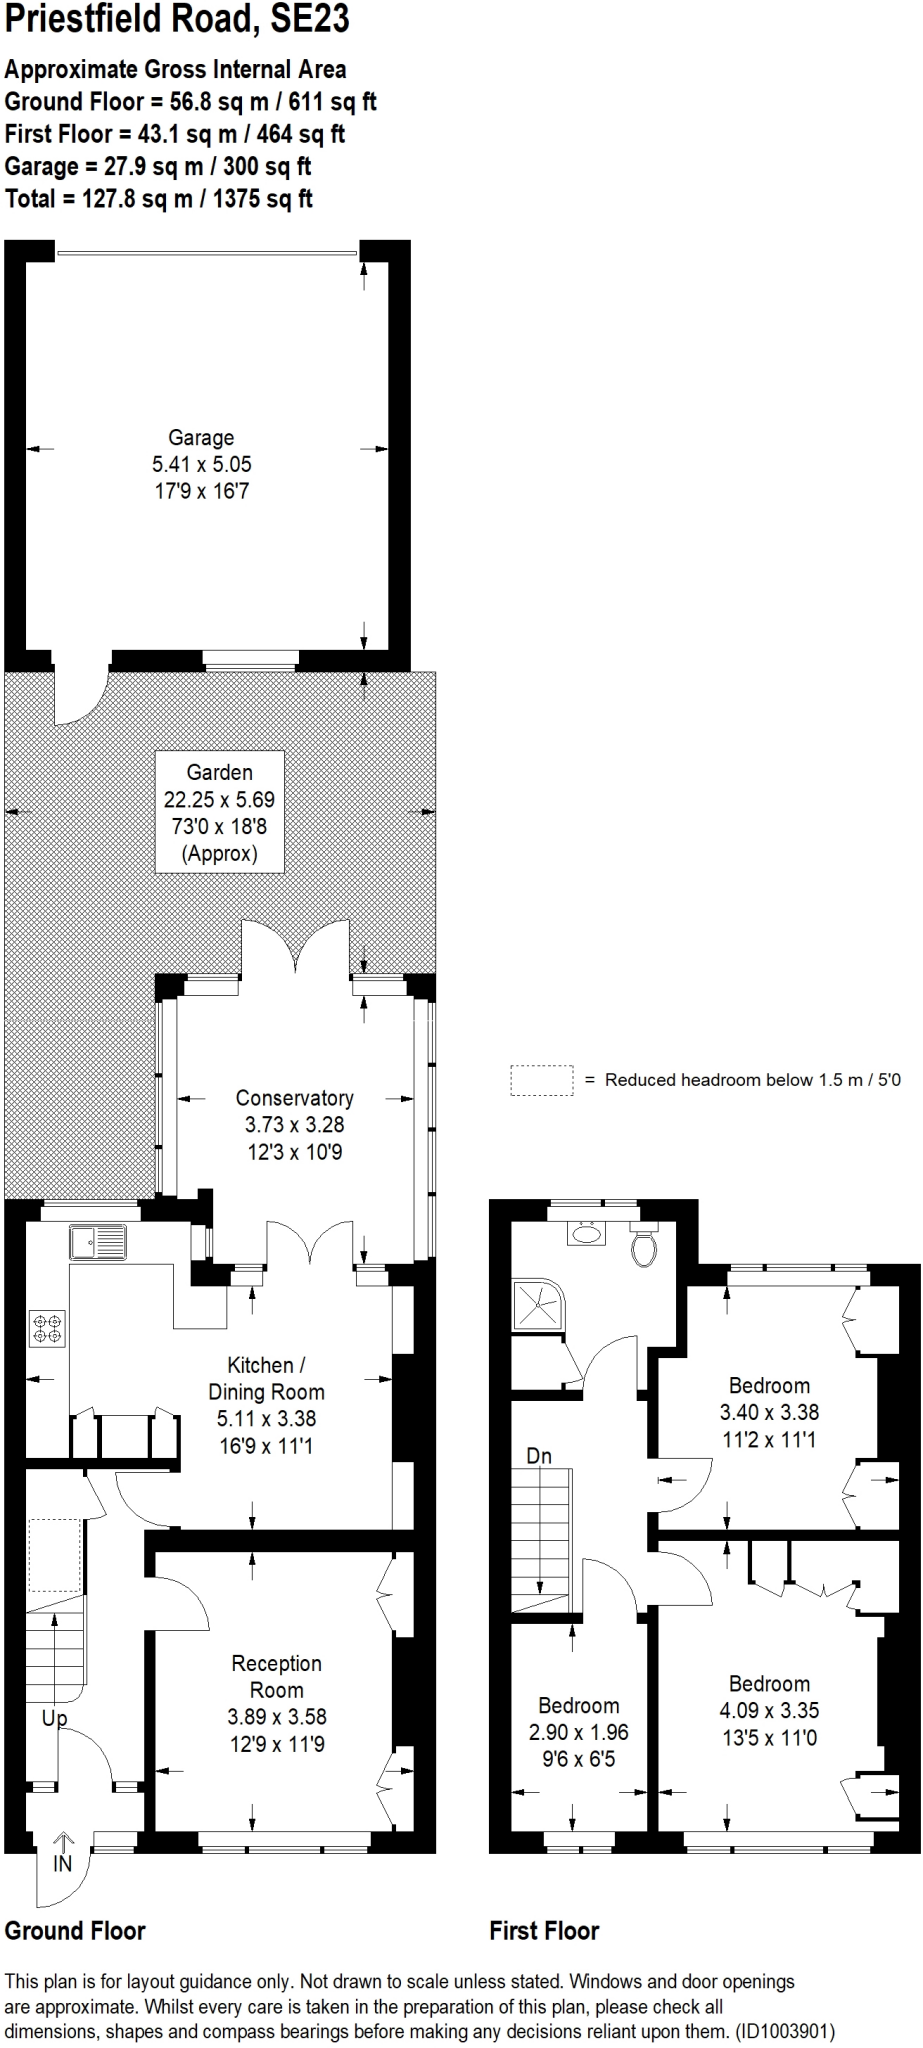 Priestfield Road, SE23
Approximate Gross Internal Area
Ground Floor = 56.8 sq m / 611 sq ft
First Floor = 43.1 sq m / 464 sq ft
Garage = 27.9 sq m / 300 sq ft
Total = 127.8 sq m / 1375 sq ft
Garage
5.41 x 5.05
17'9 x 16'7
Garden
22.25 x 5.69
73'0 x 18'8
(Approx)
Conservatory
3.73 x 3.28
12'3 x 10'9
= Reduced headroom below 1.5 m / 5'0
Kitchen /
Dining Room
5.11 x 3.38
16'9 x 11'1
Reception
Room
3.89 x 3.58
12'9 x 11'9
Up
IN
Bedroom
3.40 x 3.38
11'2 x 11'1
Dn
Bedroom
4.09 x 3.35
13'5 x 11'0
Bedroom
2.90 x 1.96
9'6 x 6'5
Ground Floor
First Floor
This plan is for layout guidance only. Not drawn to scale unless stated. Windows and door openings
are approximate. Whilst every care is taken in the preparation of this plan, please check all
dimensions, shapes and compass bearings before making any decisions reliant upon them. (ID1003901)